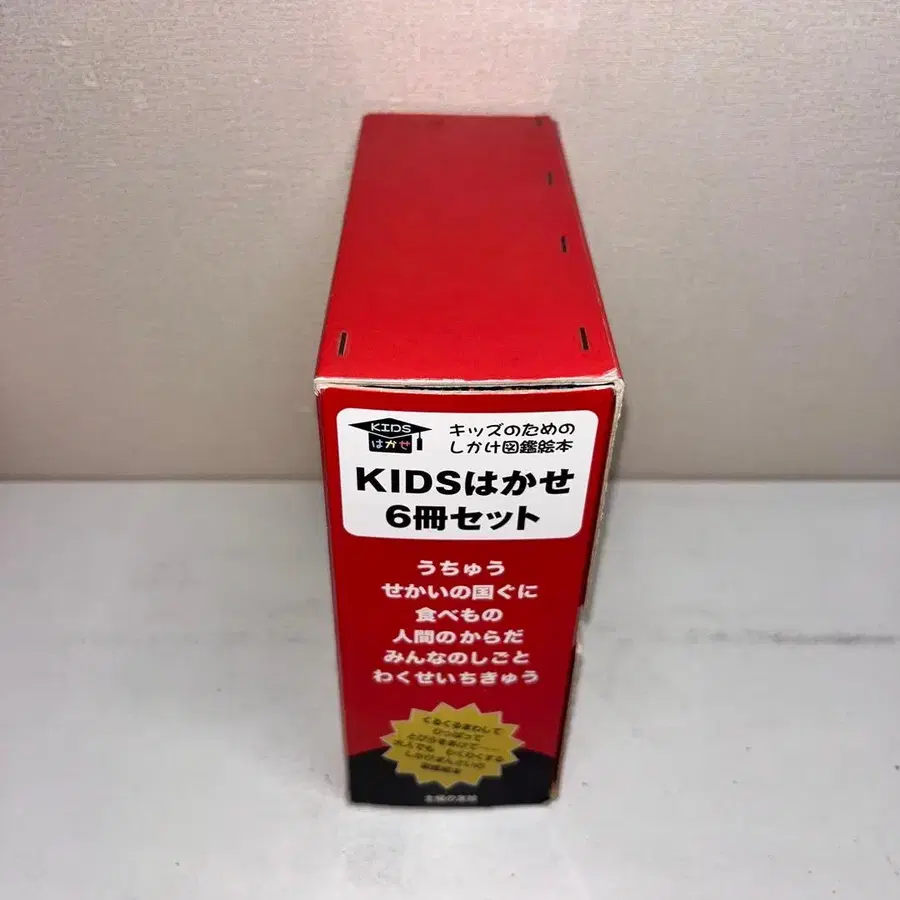 KIDS
はかせ
キッズのための
しかけ図鑑絵本
KIDSはかせ
6冊セット
うちゅう
せかいの国ぐに
食べもの
人間のからだ
みんなのしごと
わくせいちきゅう